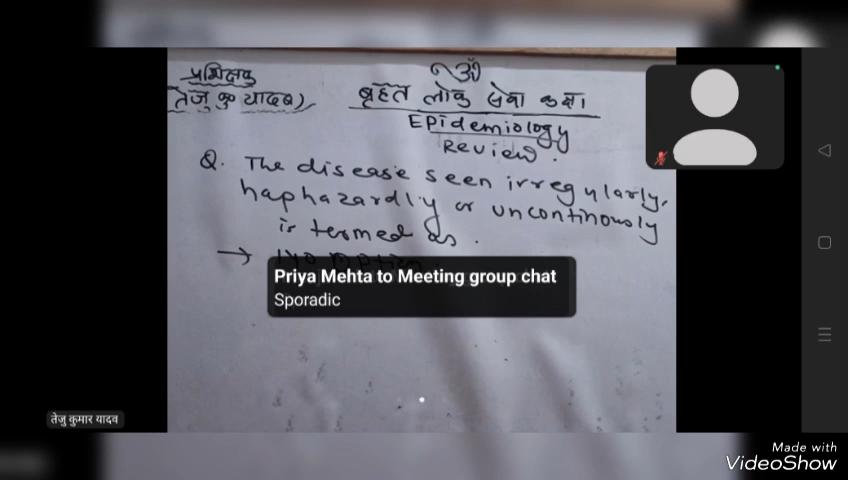 ॐ
प्रशिक्षक
तेजु कु यादव)
बृहत लोक सेवा कक्षा
Epidemiology
Review.
Q. The disease seen irregularly,
haphazardly or uncontinously
is termed as.
→
Priya Mehta to Meeting group chat
Sporadic
तेजु कुमार यादव
Made with
VideoShow